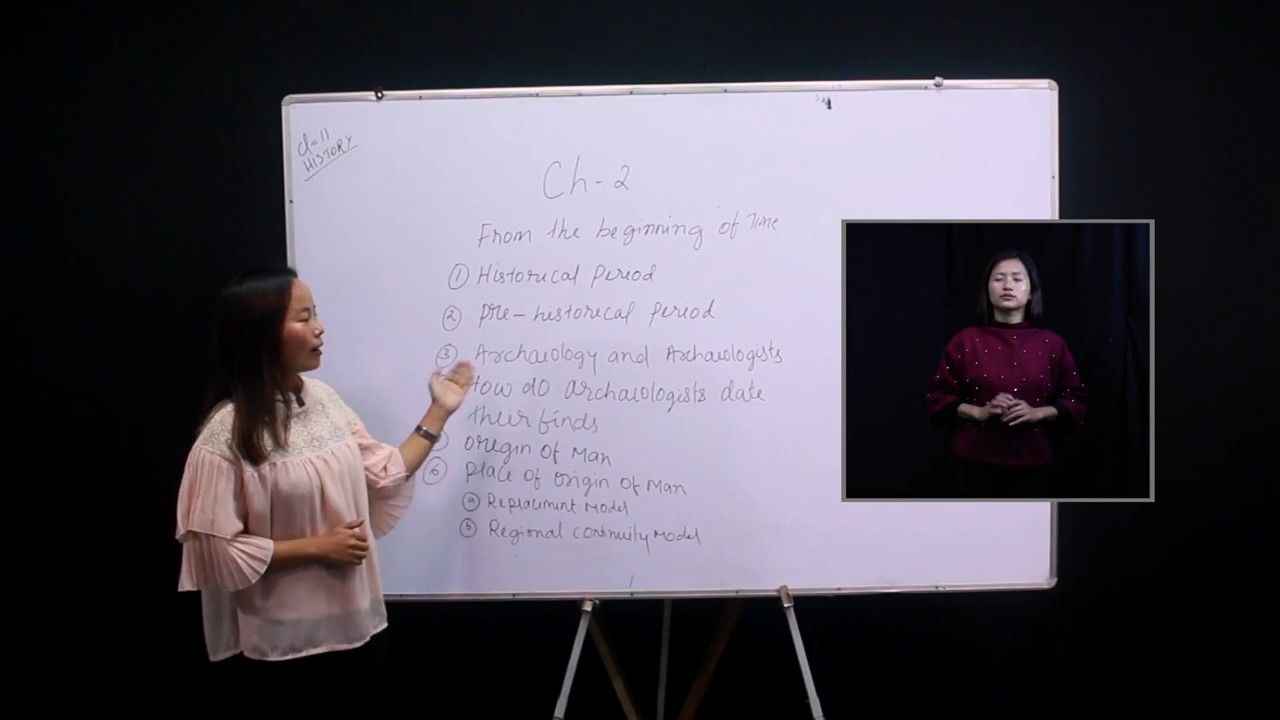 cl-11
HISTORY
Ch-2
From the beginning of TIME
① Historical Period
② Pre-historical Period
③ Archaeology and Archaeologists
How do archaeologists date
their finds
origin of Man
⑥ Place of origin of Man
ⓐ Replacement Model
ⓑ Regional continuity Model